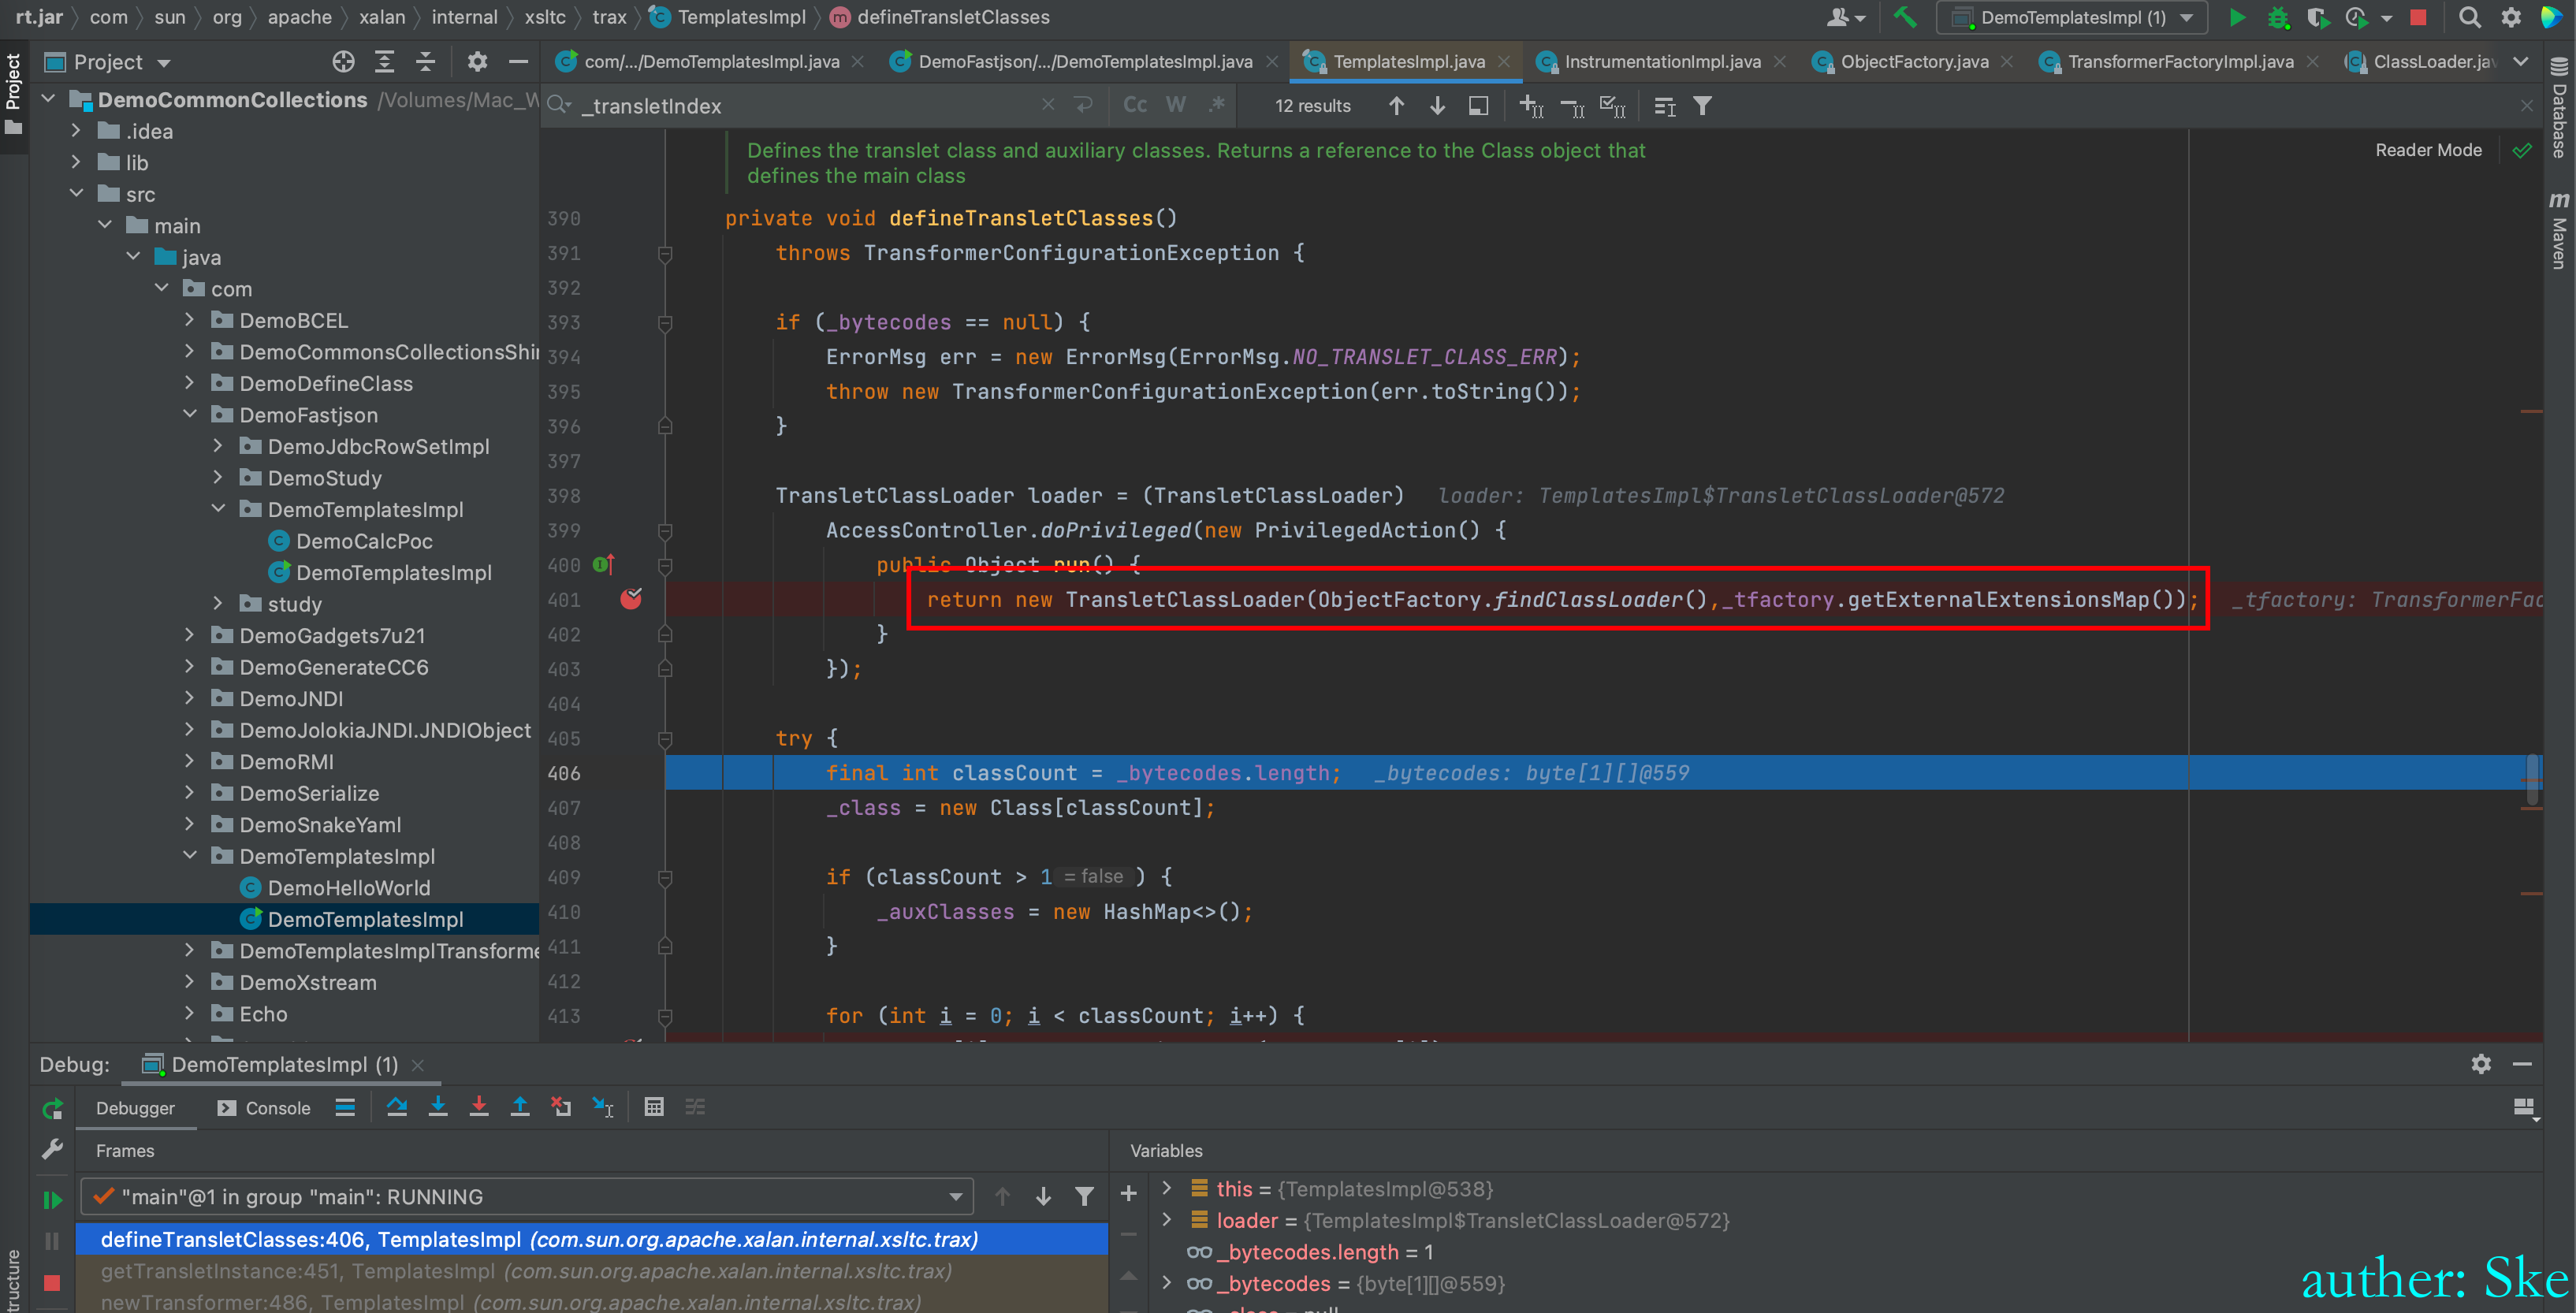 rt.jar com sun org apache xalan internal xsltc trax TemplatesImpl defineTransletClasses DemoTemplatesImpl (1)
Project com/.../DemoTemplatesImpl.java DemoFastjson/.../DemoTemplatesImpl.java TemplatesImpl.java InstrumentationImpl.java ObjectFactory.java TransformerFactoryImpl.java ClassLoader.jav
Project
Database
Maven
DemoCommonCollections /Volumes/Mac_W
_transletIndex Cc W .* 12 results
.idea
lib
src
main
java
com
DemoBCEL
DemoCommonsCollectionsShir
DemoDefineClass
DemoFastjson
DemoJdbcRowSetImpl
DemoStudy
DemoTemplatesImpl
DemoCalcPoc
DemoTemplatesImpl
study
DemoGadgets7u21
DemoGenerateCC6
DemoJNDI
DemoJolokiaJNDI.JNDIObject
DemoRMI
DemoSerialize
DemoSnakeYaml
DemoTemplatesImpl
DemoHelloWorld
DemoTemplatesImpl
DemoTemplatesImplTransforme
DemoXstream
Echo
Defines the translet class and auxiliary classes. Returns a reference to the Class object that
defines the main class
Reader Mode
390 private void defineTransletClasses()
391 throws TransformerConfigurationException {
392
393 if (_bytecodes == null) {
394 ErrorMsg err = new ErrorMsg(ErrorMsg.NO_TRANSLET_CLASS_ERR);
395 throw new TransformerConfigurationException(err.toString());
396 }
397
398 TransletClassLoader loader = (TransletClassLoader) loader: TemplatesImpl$TransletClassLoader@572
399 AccessController.doPrivileged(new PrivilegedAction() {
400 public Object run() {
401 return new TransletClassLoader(ObjectFactory.findClassLoader(),_tfactory.getExternalExtensionsMap()); _tfactory: TransformerFac
402 }
403 });
404
405 try {
406 final int classCount = _bytecodes.length; _bytecodes: byte[1][]@559
407 _class = new Class[classCount];
408
409 if (classCount > 1 = false ) {
410 _auxClasses = new HashMap<>();
411 }
412
413 for (int i = 0; i < classCount; i++) {
Debug: DemoTemplatesImpl (1)
Debugger Console
Frames
"main"@1 in group "main": RUNNING
defineTransletClasses:406, TemplatesImpl (com.sun.org.apache.xalan.internal.xsltc.trax)
getTransletInstance:451, TemplatesImpl (com.sun.org.apache.xalan.internal.xsltc.trax)
newTransformer:486, TemplatesImpl (com.sun.org.apache.xalan.internal.xsltc.trax)
Variables
this = {TemplatesImpl@538}
loader = {TemplatesImpl$TransletClassLoader@572}
_bytecodes.length = 1
_bytecodes = {byte[1][]@559}
tructure
auther: Ske